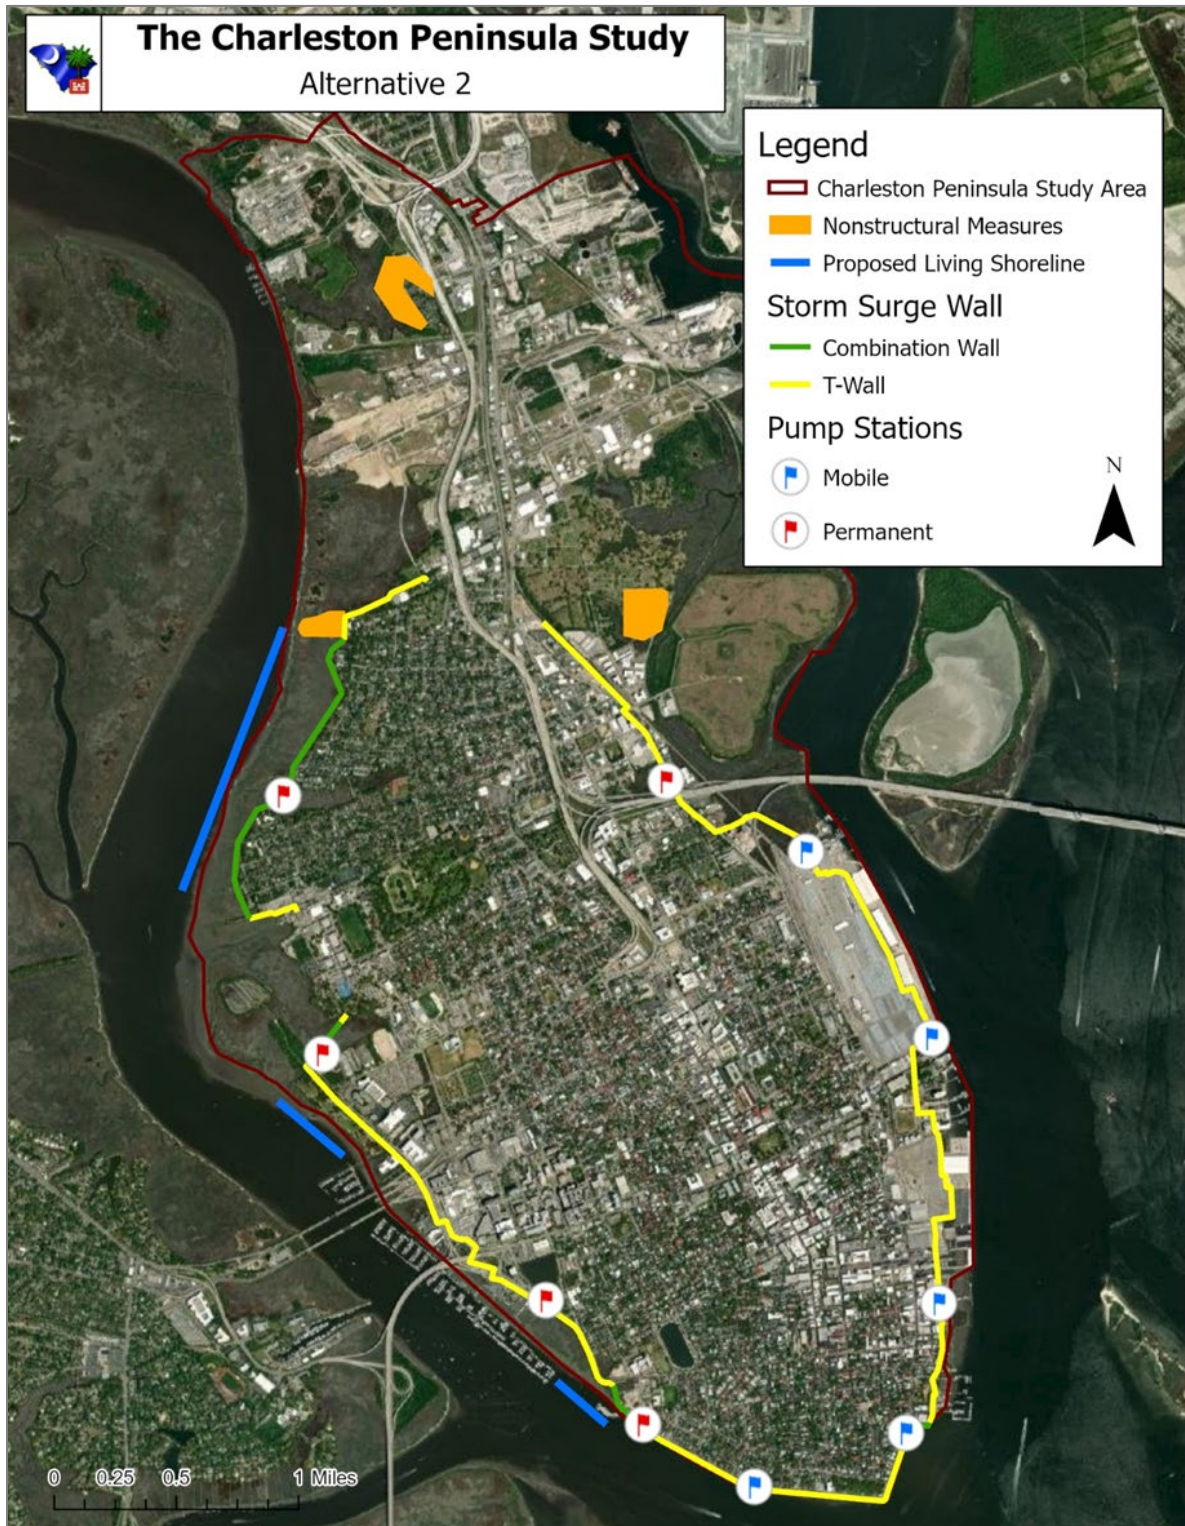 The Charleston Peninsula Study
Alternative 2
Legend
Charleston Peninsula Study Area
Nonstructural Measures
Proposed Living Shoreline
Storm Surge Wall
Combination Wall
T-Wall
Pump Stations
Mobile
Permanent
N
0 0.25 0.5 1 Miles